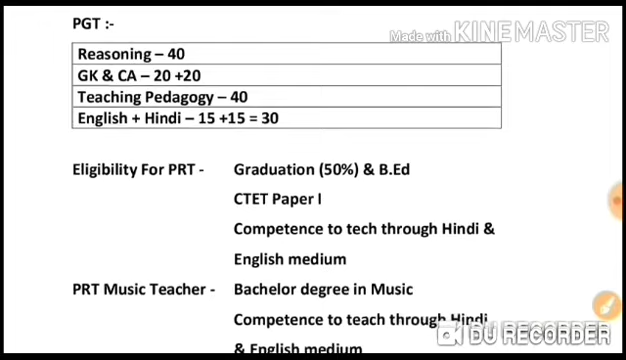 PGT :-
Made with KINEMASTER
Reasoning – 40
GK & CA – 20 +20
Teaching Pedagogy – 40
English + Hindi – 15 +15 = 30
Eligibility For PRT - Graduation (50%) & B.Ed
CTET Paper I
Competence to tech through Hindi &
English medium
PRT Music Teacher - Bachelor degree in Music
Competence to teach through Hindi
& English medium
DU RECORDER